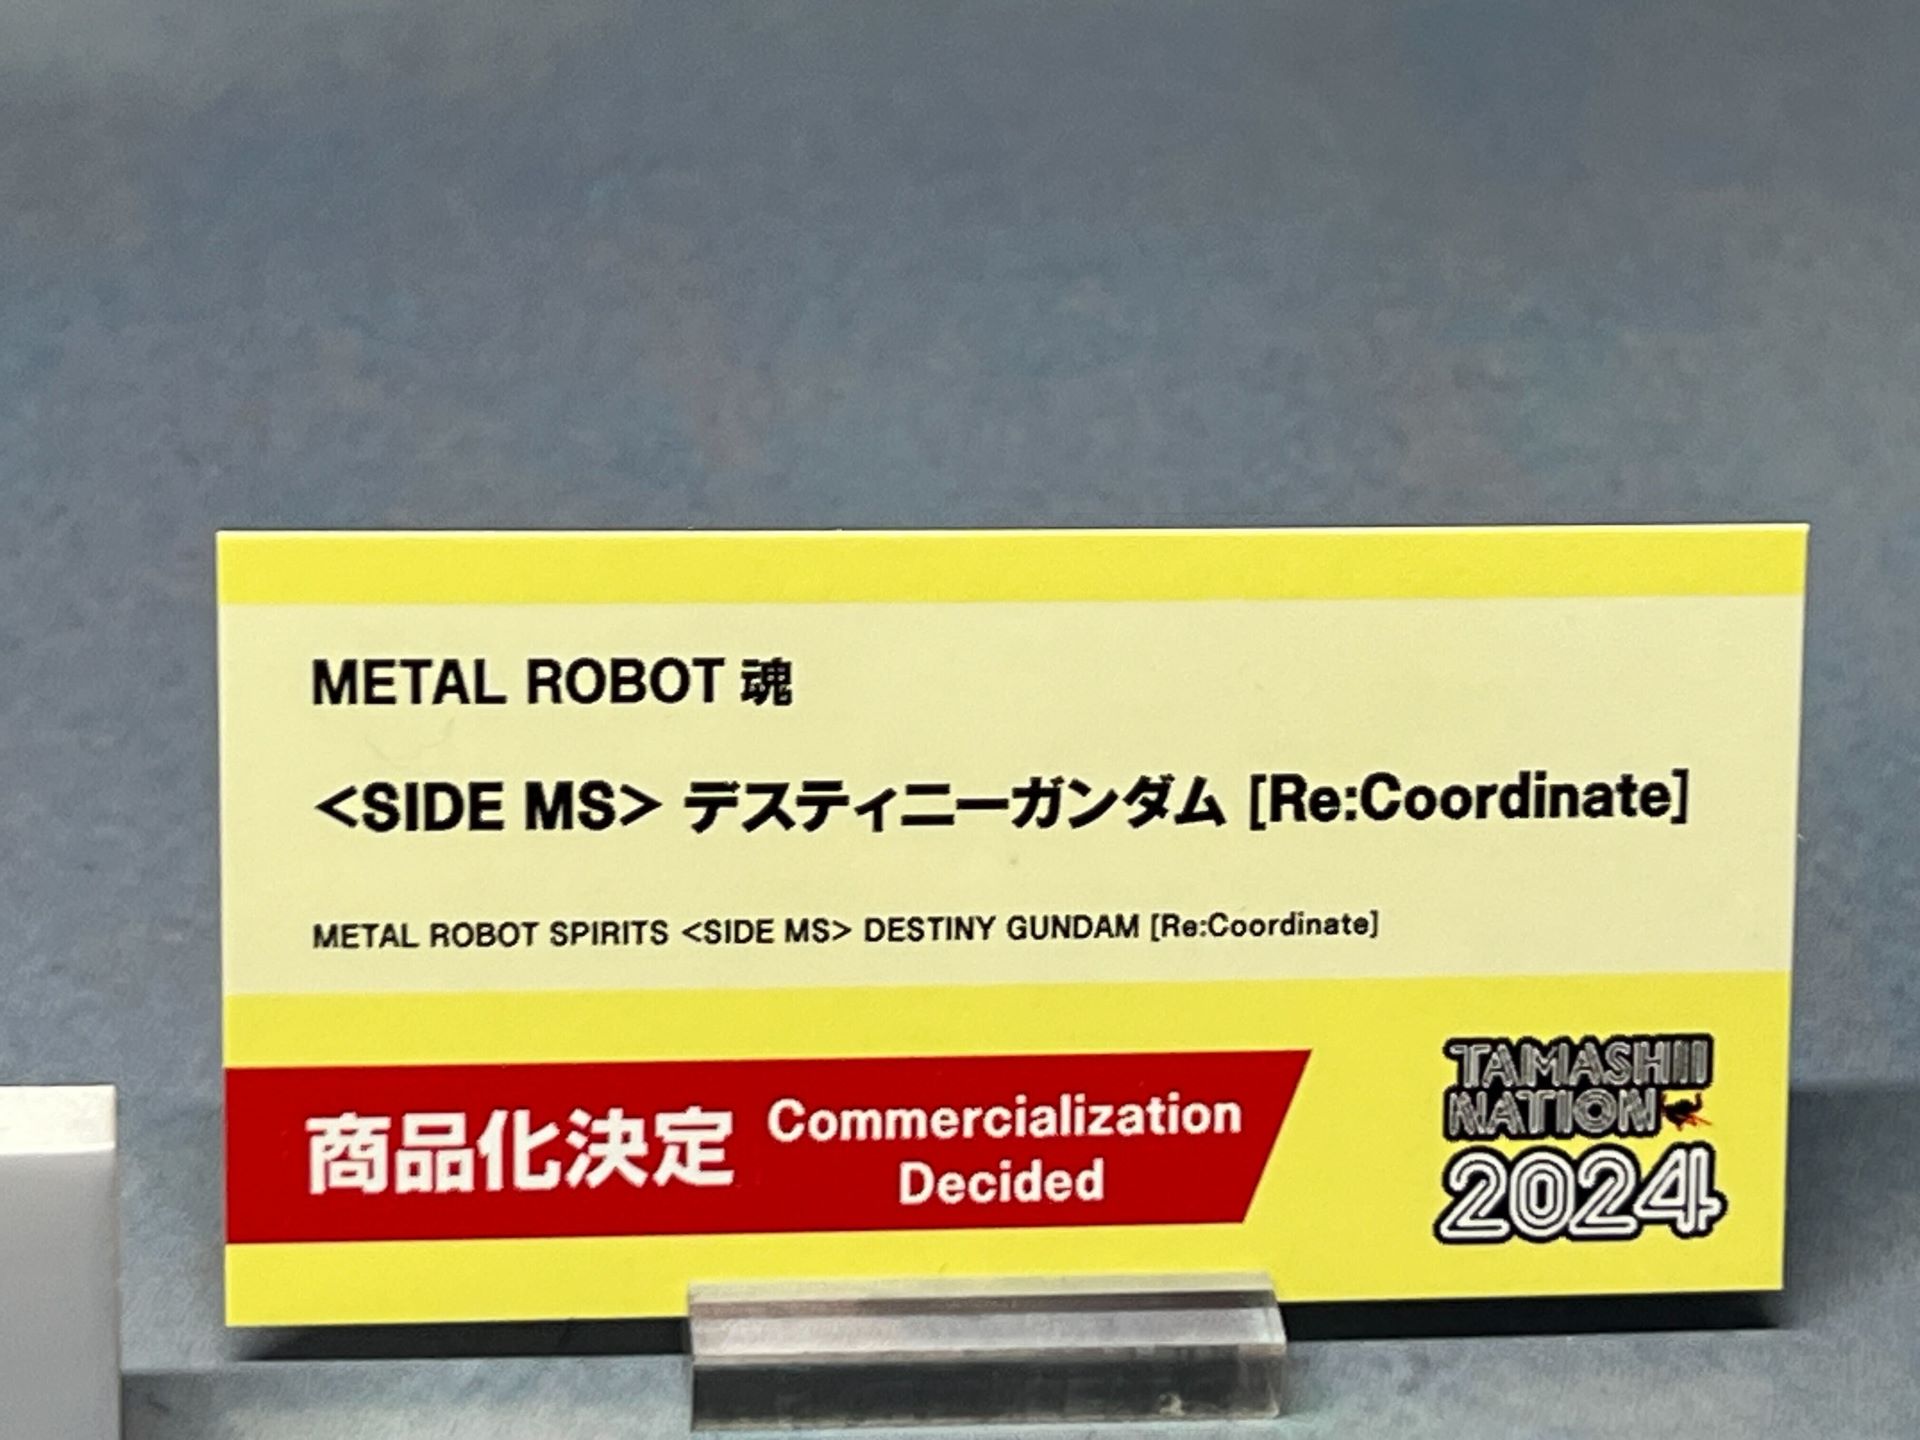 METAL ROBOT 魂
<SIDE MS> デスティニーガンダム [Re:Coordinate]
METAL ROBOT SPIRITS <SIDE MS> DESTINY GUNDAM [Re:Coordinate]
商品化決定
Commercialization
Decided
TAMASHII
NATION
2024